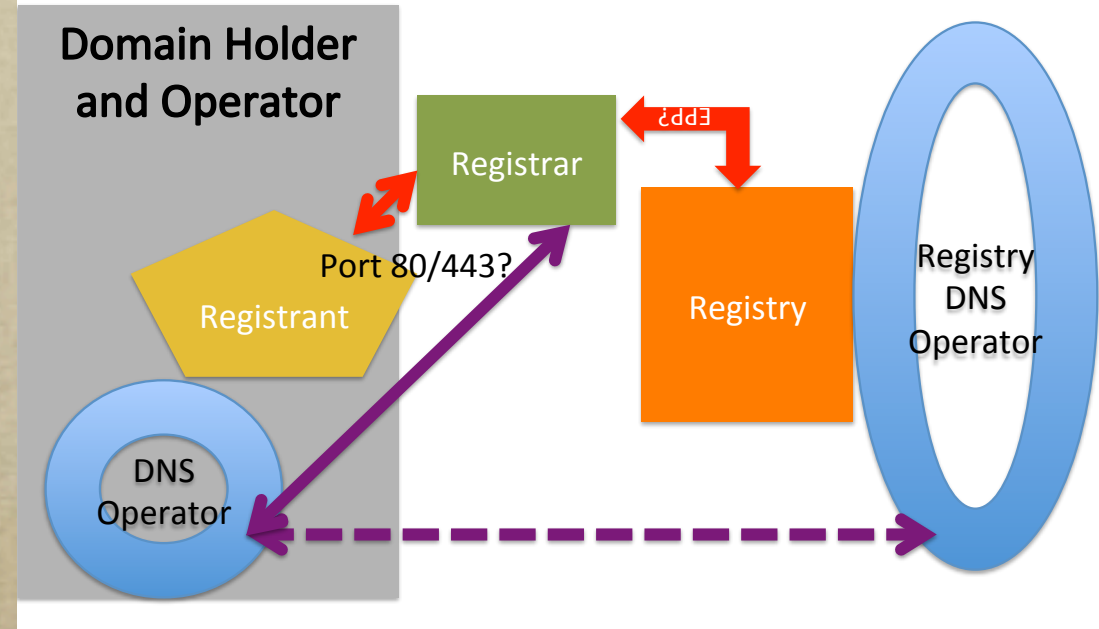 Domain Holder
and Operator
Registrar
EPP?
Port 80/443?
Registrant
Registry
Registry
DNS
Operator
DNS
Operator